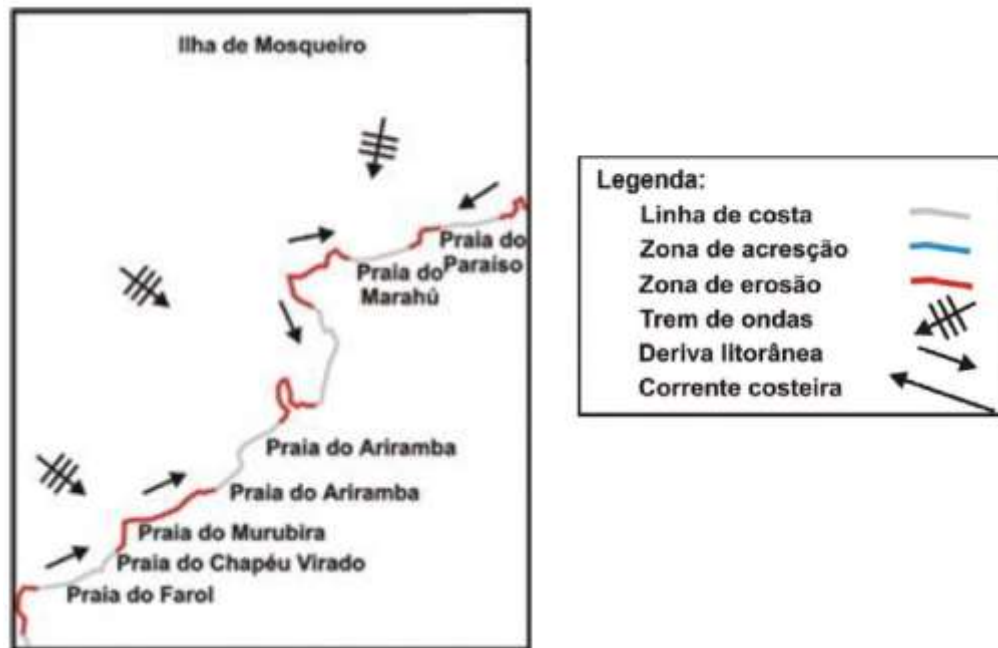 Ilha de Mosqueiro
Praia do
Paraíso
Praia do
Marahú
Praia do Ariramba
Praia do Ariramba
Praia do Murubira
Praia do Chapéu Virado
Praia do Farol
Legenda:
Linha de costa
Zona de acresção
Zona de erosão
Trem de ondas
Deriva litorânea
Corrente costeira